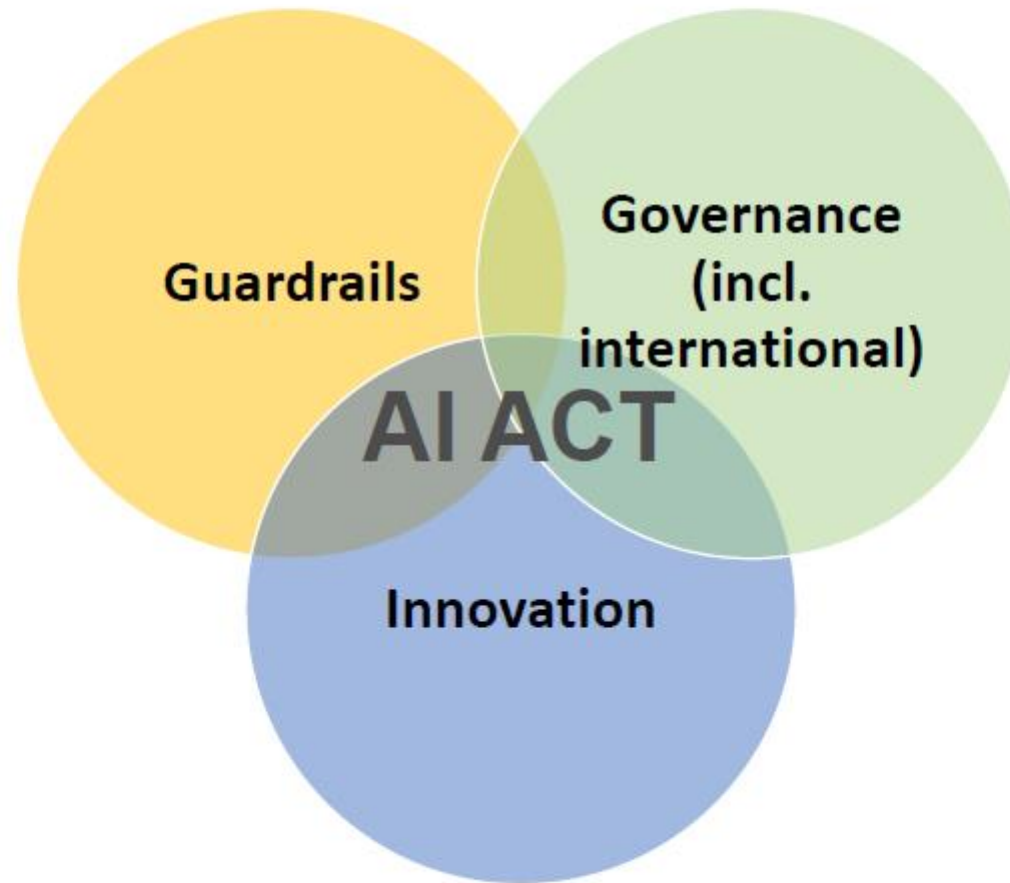 Guardrails
Governance
(incl.
international)
AI ACT
Innovation